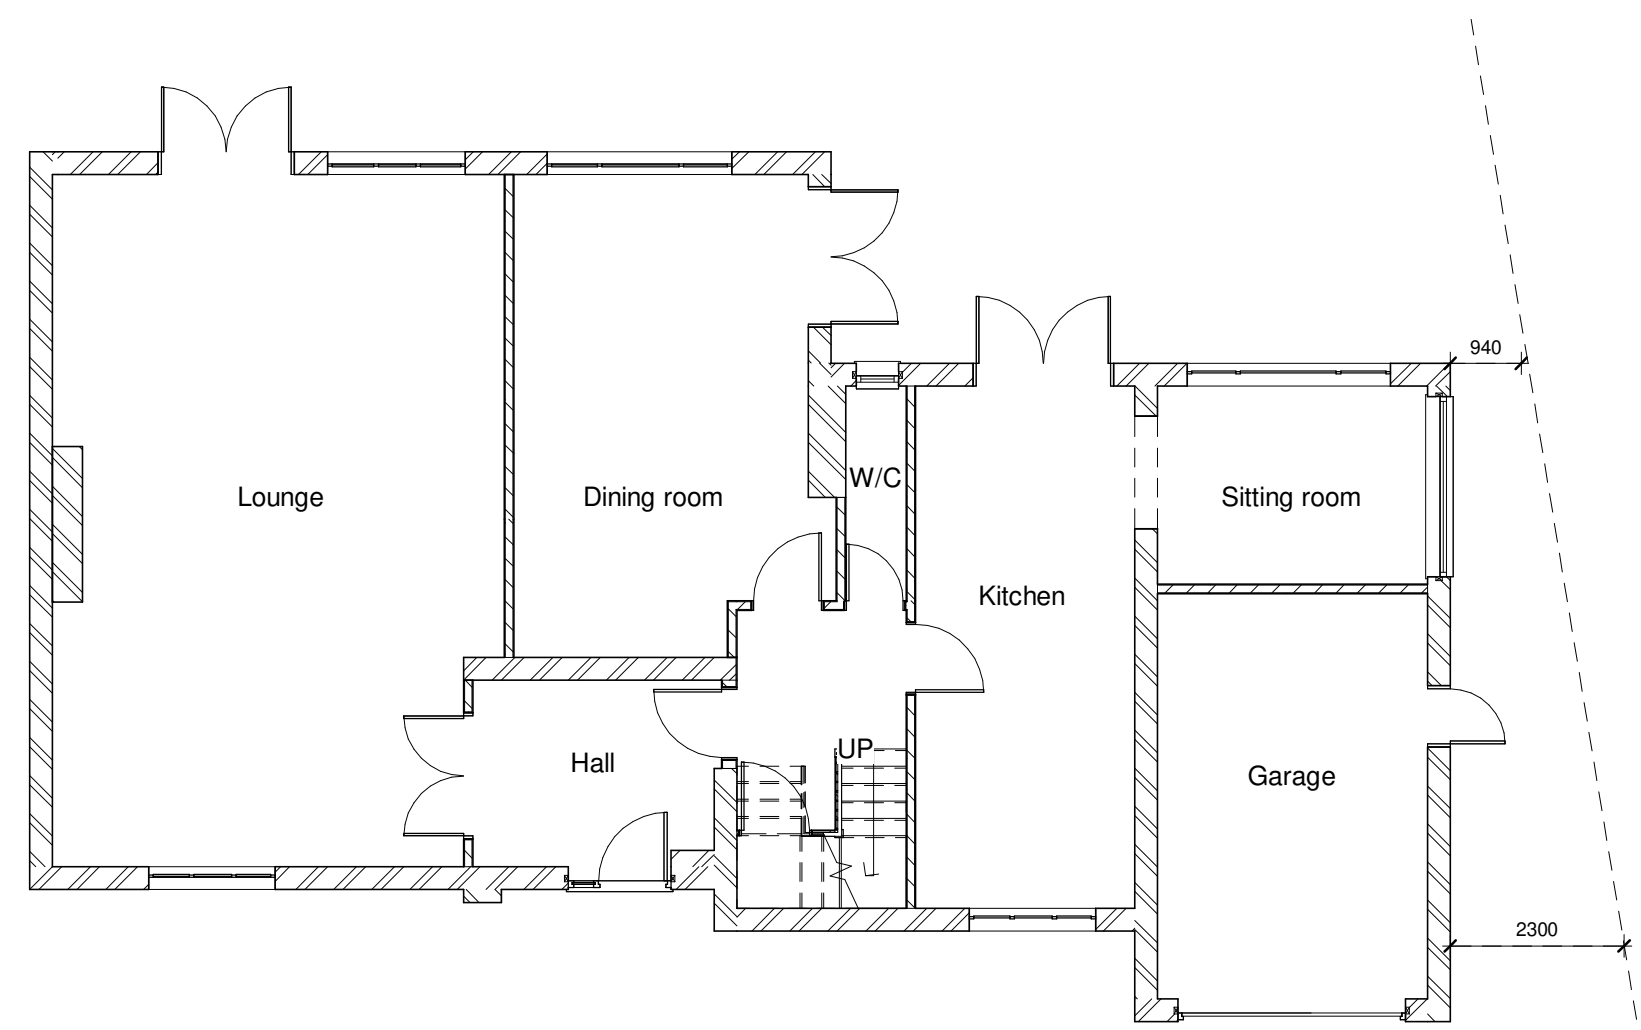 940
W/C
Lounge
Dining room
Sitting room
Kitchen
UP
Hall
Garage
2300